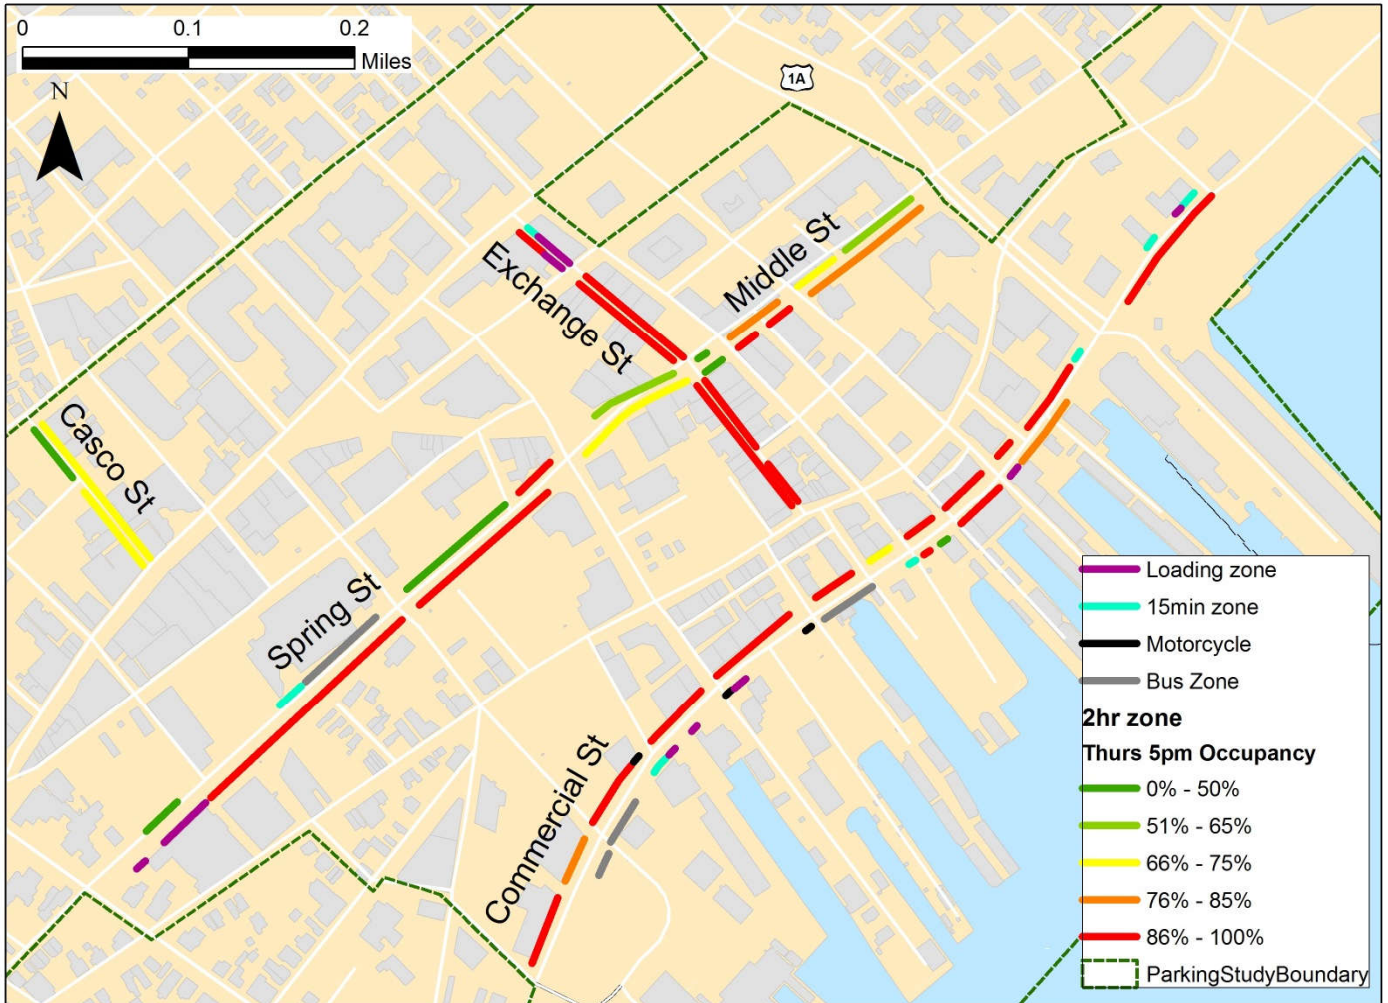 0 0.1 0.2
Miles
N
1A
Middle St
Exchange St
Casco St
Spring St
Commercial St
Loading zone
15min zone
Motorcycle
Bus Zone
2hr zone
Thurs 5pm Occupancy
0% - 50%
51% - 65%
66% - 75%
76% - 85%
86% - 100%
ParkingStudyBoundary